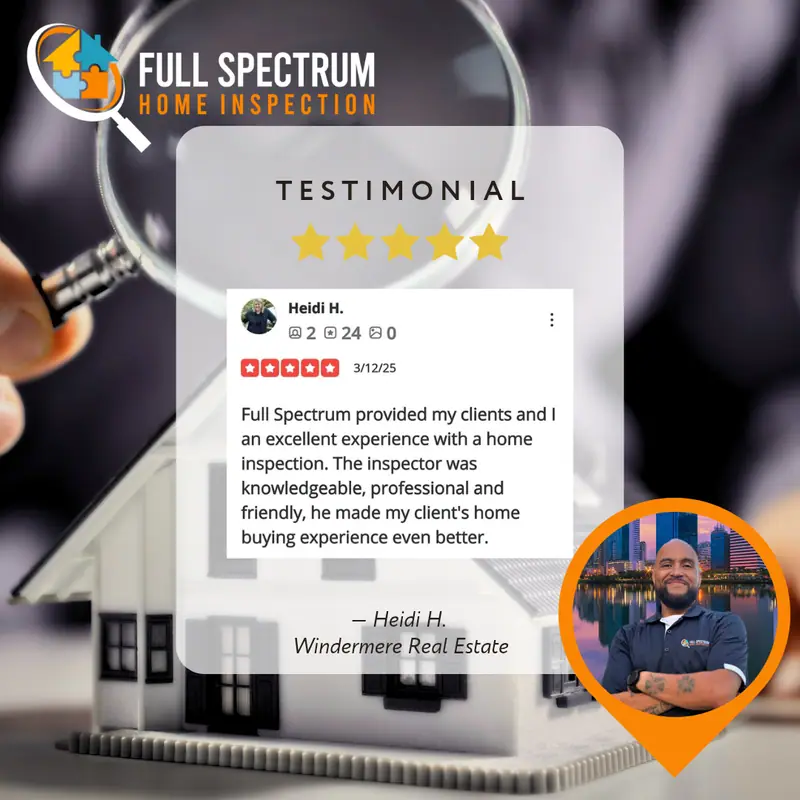 FULL SPECTRUM
HOME INSPECTION
TESTIMONIAL
Heidi H.
2 24 0
3/12/25
Full Spectrum provided my clients and I
an excellent experience with a home
inspection. The inspector was
knowledgeable, professional and
friendly, he made my client's home
buying experience even better.
– Heidi H.
Windermere Real Estate